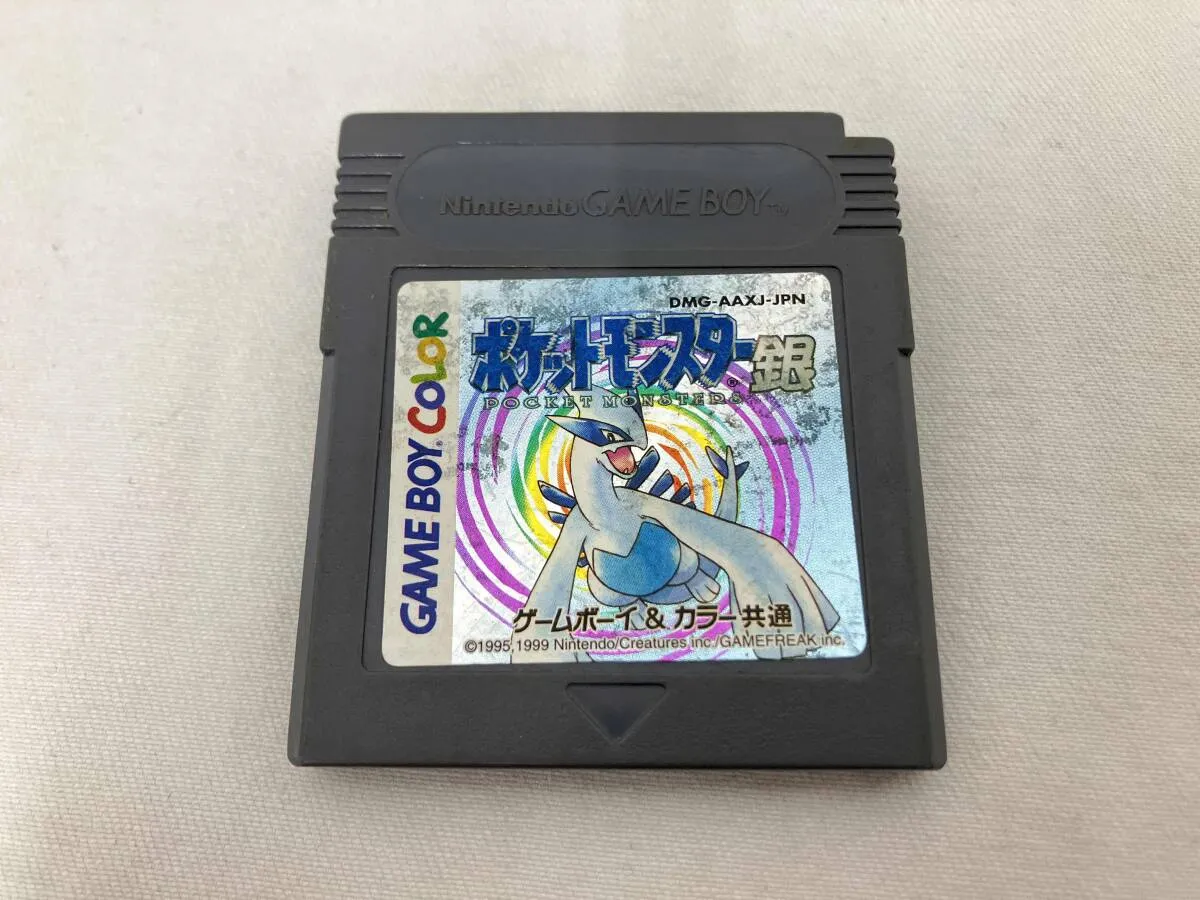 Nintendo GAME BOY™
DMG-AAXJ-JPN
ポケットモンスター® 銀
POCKET MONSTERS
GAME BOY COLOR
ゲームボーイ & カラー 共通
©1995,1999 Nintendo/Creatures inc./GAMEFREAK inc.